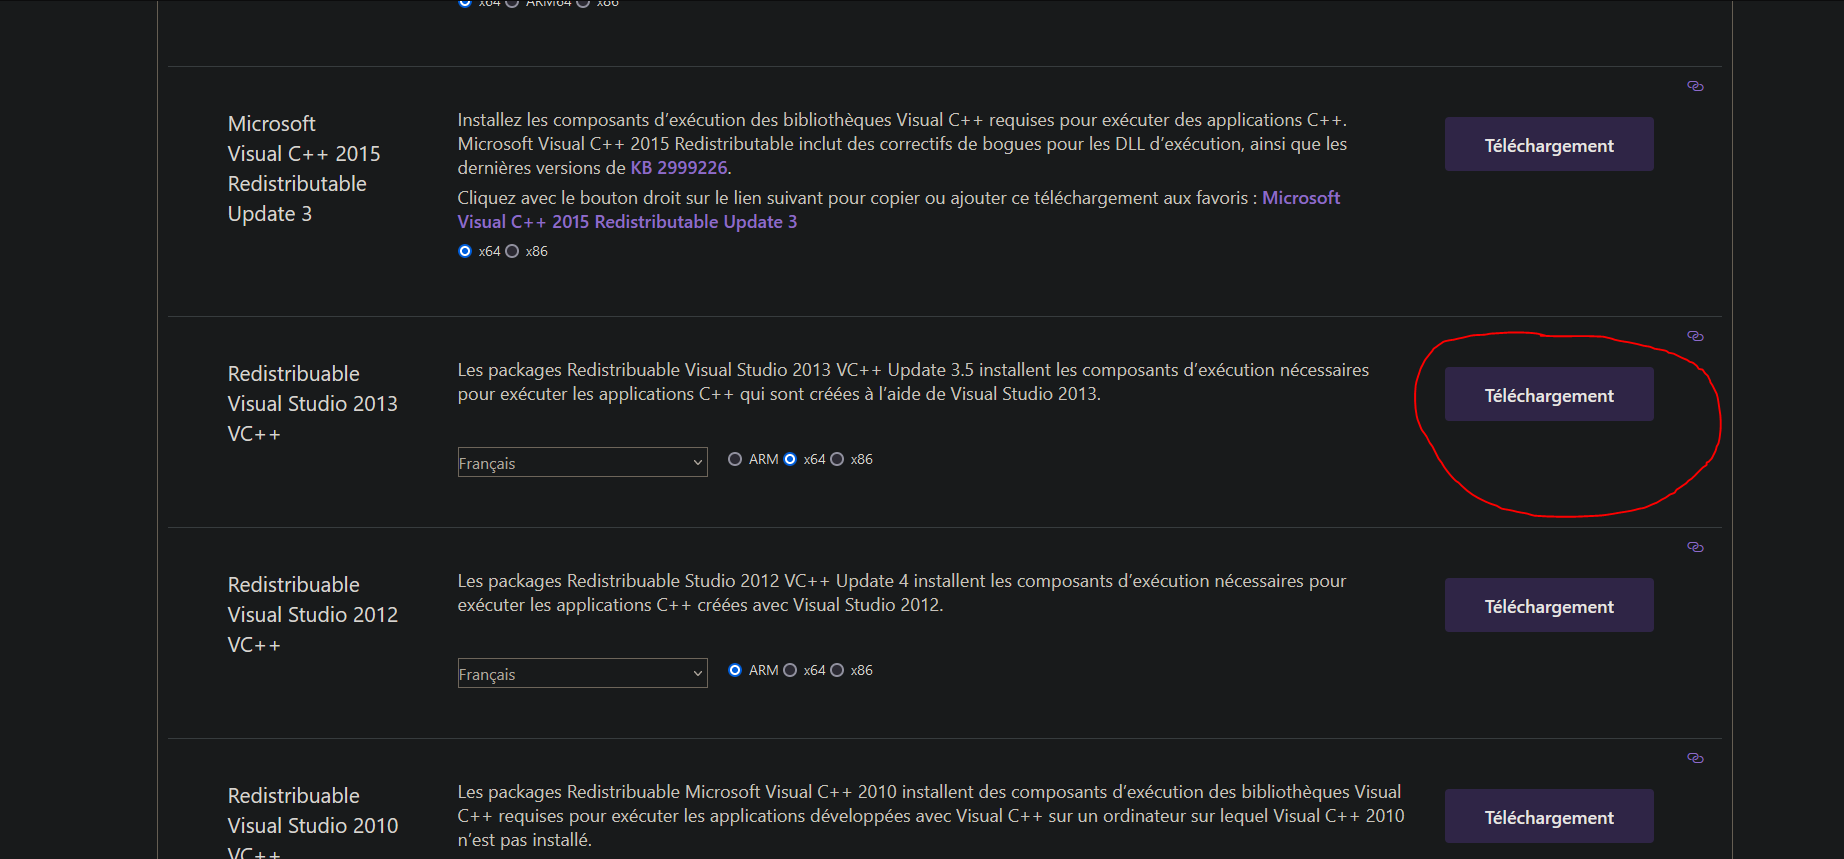 x64 ARM64 x86
Microsoft
Visual C++ 2015
Redistributable
Update 3
Installez les composants d’exécution des bibliothèques Visual C++ requises pour exécuter des applications C++.
Microsoft Visual C++ 2015 Redistributable inclut des correctifs de bogues pour les DLL d’exécution, ainsi que les
dernières versions de KB 2999226.
Cliquez avec le bouton droit sur le lien suivant pour copier ou ajouter ce téléchargement aux favoris : Microsoft
Visual C++ 2015 Redistributable Update 3
x64 x86
Téléchargement
Redistribuable
Visual Studio 2013
VC++
Les packages Redistribuable Visual Studio 2013 VC++ Update 3.5 installent les composants d’exécution nécessaires
pour exécuter les applications C++ qui sont créées à l’aide de Visual Studio 2013.
Français
ARM x64 x86
Téléchargement
Redistribuable
Visual Studio 2012
VC++
Les packages Redistribuable Studio 2012 VC++ Update 4 installent les composants d’exécution nécessaires pour
exécuter les applications C++ créées avec Visual Studio 2012.
Français
ARM x64 x86
Téléchargement
Redistribuable
Visual Studio 2010
VC++
Les packages Redistribuable Microsoft Visual C++ 2010 installent des composants d’exécution des bibliothèques Visual
C++ requises pour exécuter les applications développées avec Visual C++ sur un ordinateur sur lequel Visual C++ 2010
n’est pas installé.
Téléchargement